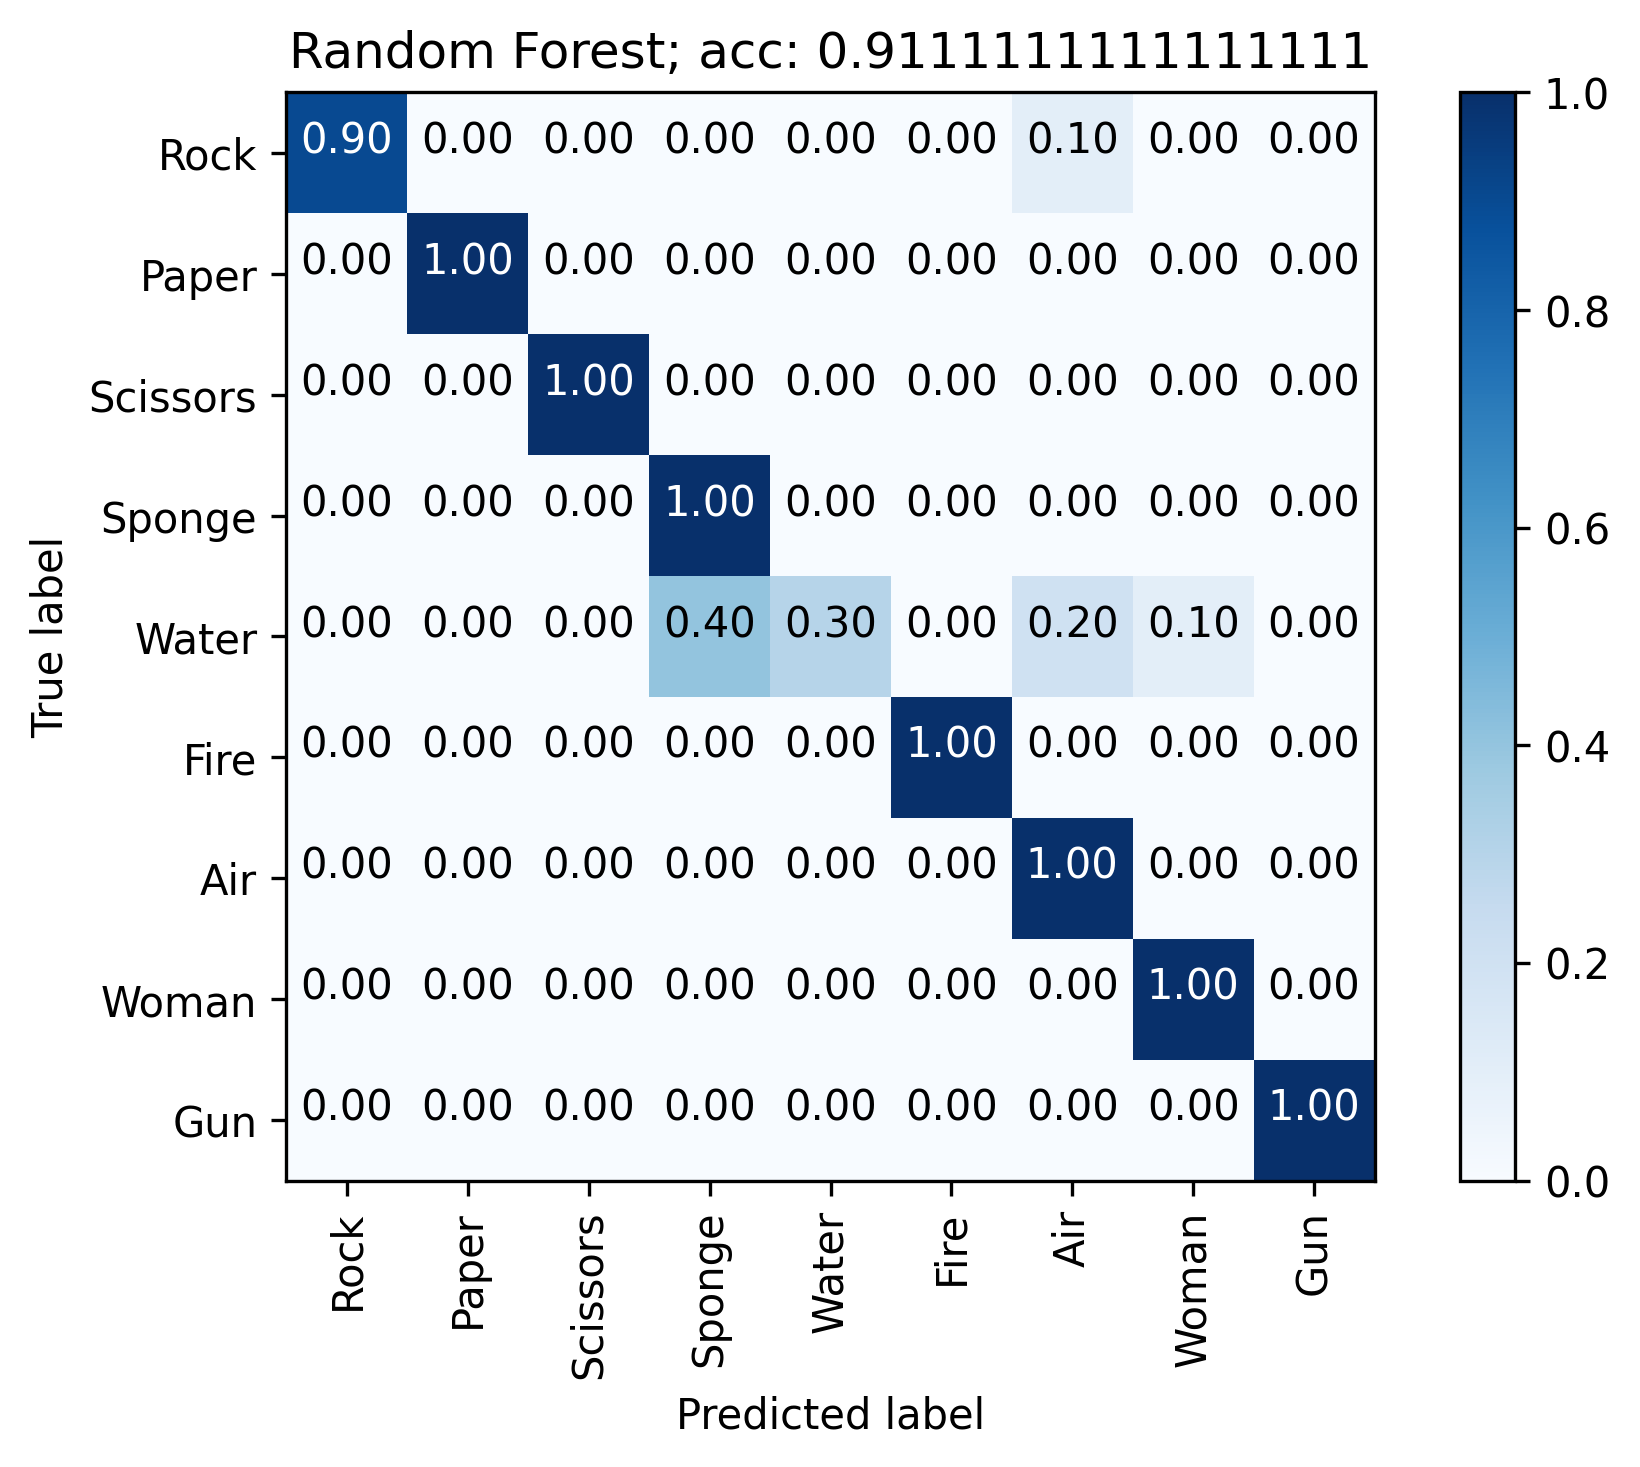 Random Forest; acc: 0.9111111111111111
Rock 0.90 0.00 0.00 0.00 0.00 0.00 0.10 0.00 0.00
Paper 0.00 1.00 0.00 0.00 0.00 0.00 0.00 0.00 0.00
Scissors 0.00 0.00 1.00 0.00 0.00 0.00 0.00 0.00 0.00
Sponge 0.00 0.00 0.00 1.00 0.00 0.00 0.00 0.00 0.00
Water 0.00 0.00 0.00 0.40 0.30 0.00 0.20 0.10 0.00
Fire 0.00 0.00 0.00 0.00 0.00 1.00 0.00 0.00 0.00
Air 0.00 0.00 0.00 0.00 0.00 0.00 1.00 0.00 0.00
Woman 0.00 0.00 0.00 0.00 0.00 0.00 0.00 1.00 0.00
Gun 0.00 0.00 0.00 0.00 0.00 0.00 0.00 0.00 1.00
True label
Rock Paper Scissors Sponge Water Fire Air Woman Gun
Predicted label
1.0
0.8
0.6
0.4
0.2
0.0